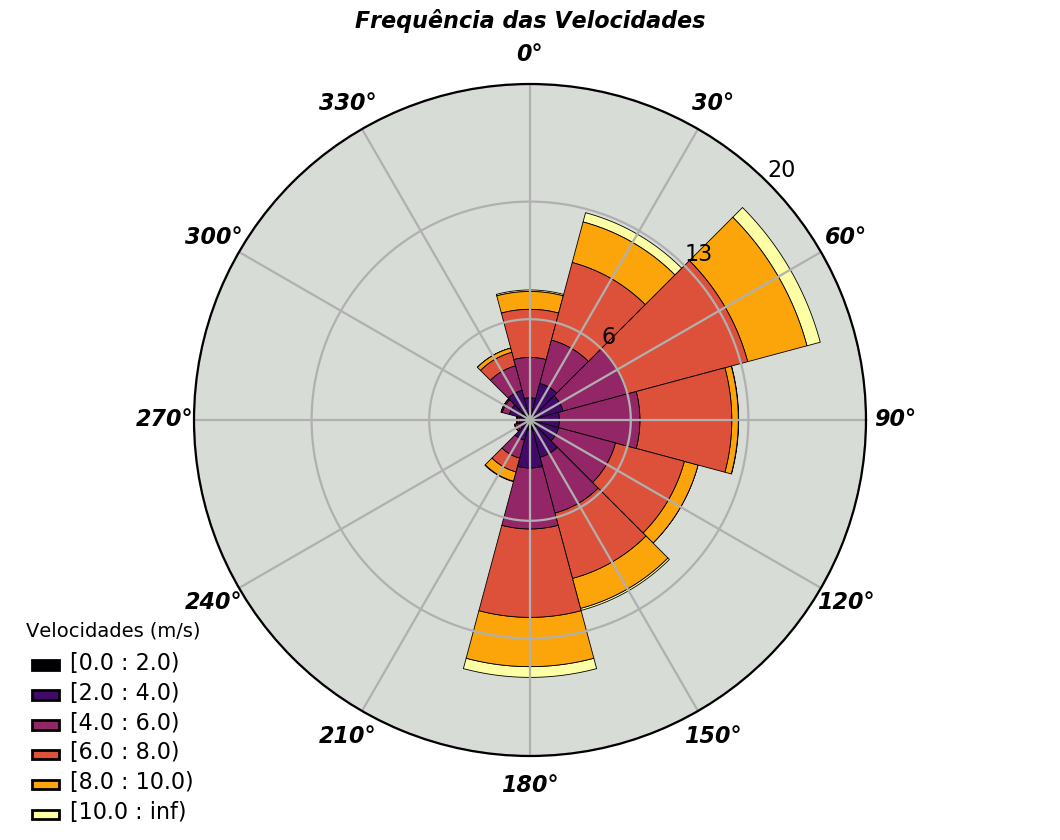 Frequência das Velocidades
0°
330°
30°
20
300°
60°
13
6
270°
90°
240°
120°
210°
150°
180°
Velocidades (m/s)
[0.0 : 2.0)
[2.0 : 4.0)
[4.0 : 6.0)
[6.0 : 8.0)
[8.0 : 10.0)
[10.0 : inf)